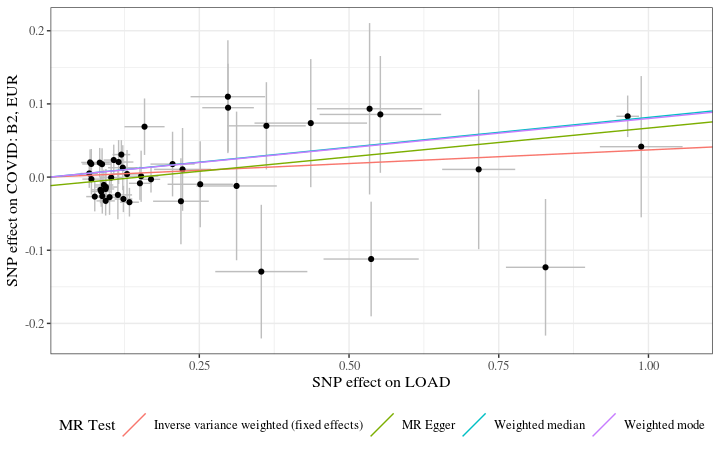 SNP effect on COVID: B2, EUR
0.2
0.1
0.0
-0.1
-0.2
0.25 0.50 0.75 1.00
SNP effect on LOAD
MR Test Inverse variance weighted (fixed effects) MR Egger Weighted median Weighted mode